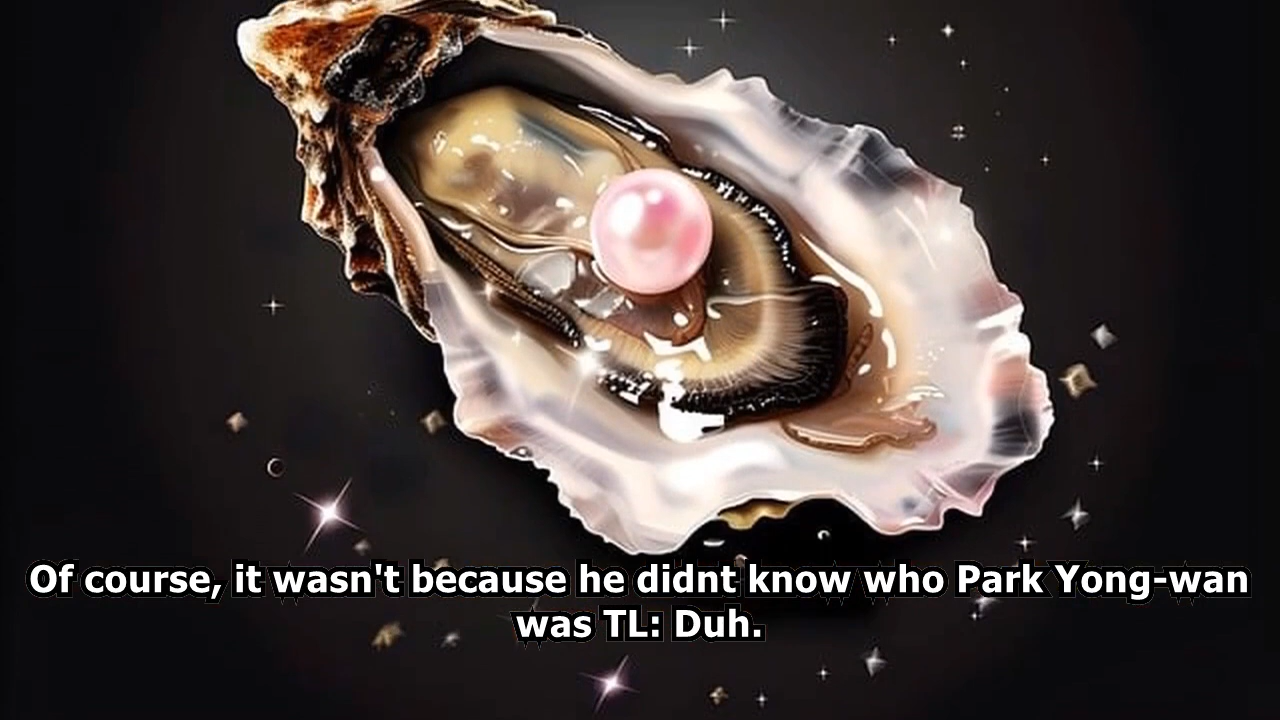 Of course, it wasn't because he didnt know who Park Yong-wan
was TL: Duh.